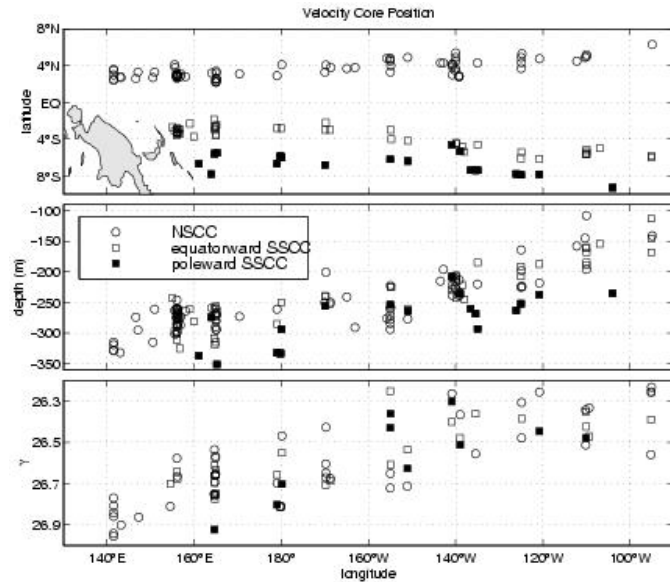 Velocity Core Position
8°N
4°N
EQ
4°S
8°S
latitude
−100
−150
−200
−250
−300
−350
depth (m)
NSCC
equatorward SSCC
poleward SSCC
26.3
26.5
26.7
26.9
γ
140°E 160°E 180° 160°W 140°W 120°W 100°W
longitude